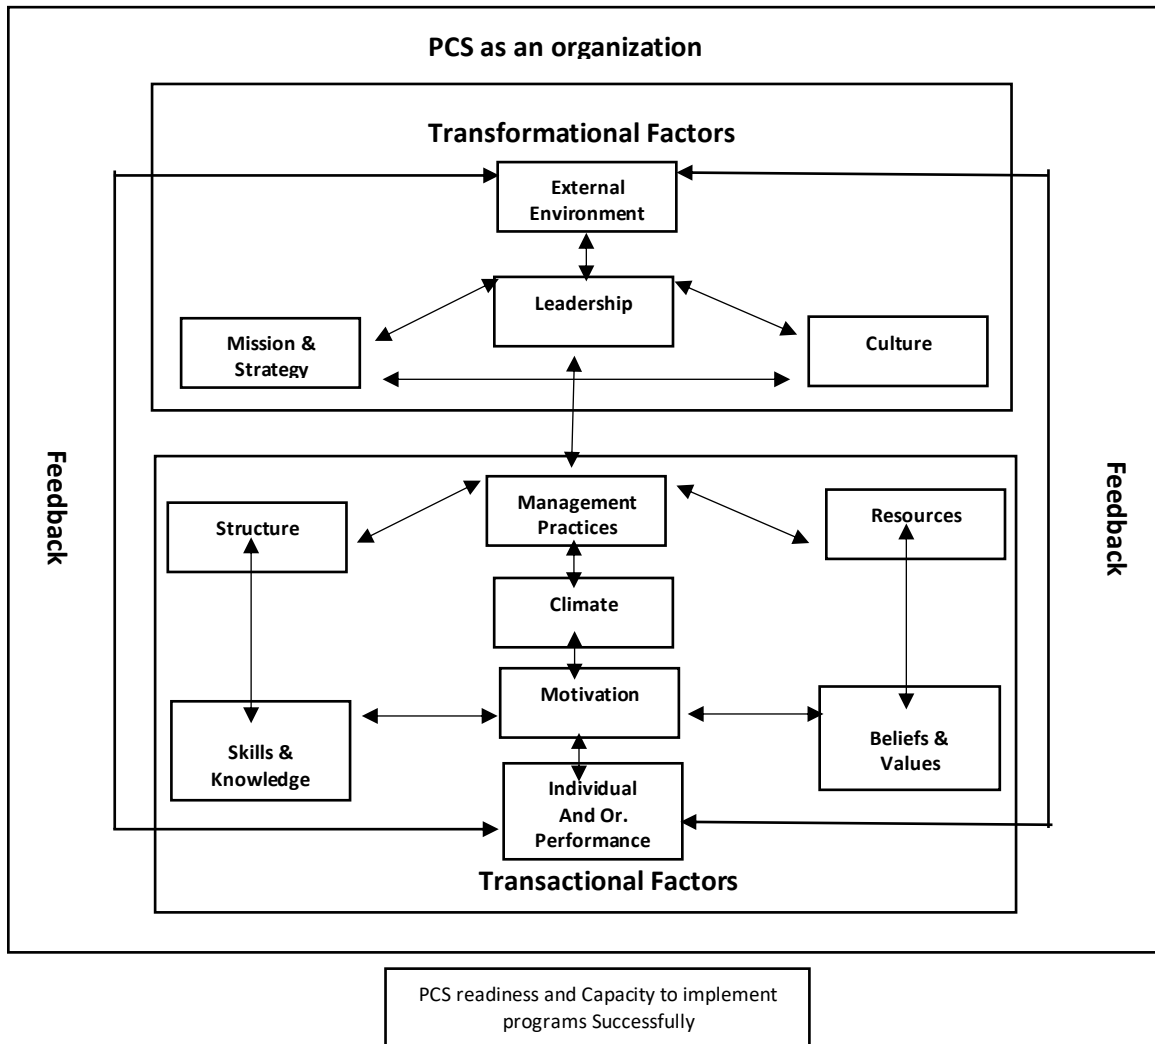 PCS as an organization
Transformational Factors
External
Environment
Leadership
Mission &
Strategy
Culture
Feedback
Feedback
Management
Practices
Structure
Resources
Climate
Motivation
Skills &
Knowledge
Beliefs &
Values
Individual
And Or.
Performance
Transactional Factors
PCS readiness and Capacity to implement
programs Successfully